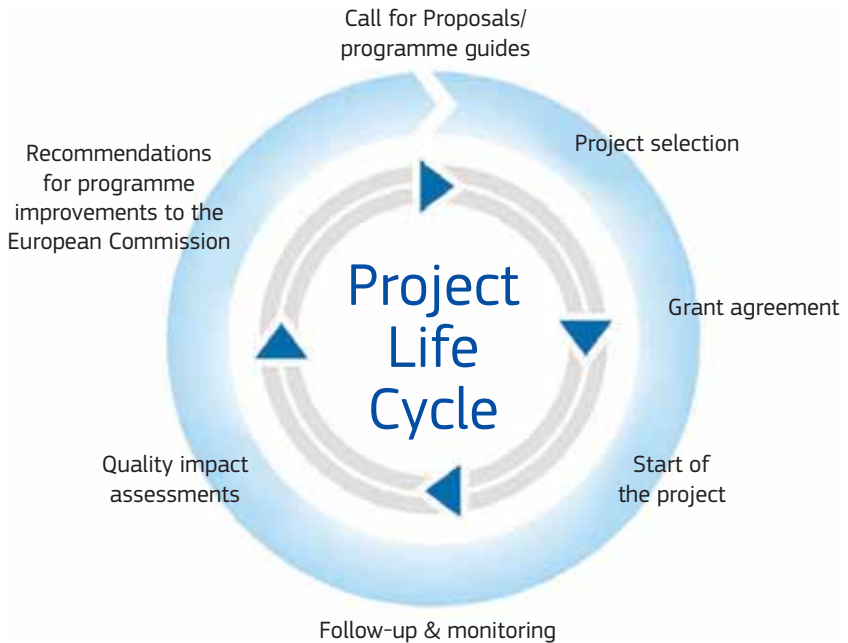 Call for Proposals/
programme guides
Project selection
Grant agreement
Start of
the project
Follow-up & monitoring
Quality impact
assessments
Recommendations
for programme
improvements to the
European Commission
Project
Life
Cycle